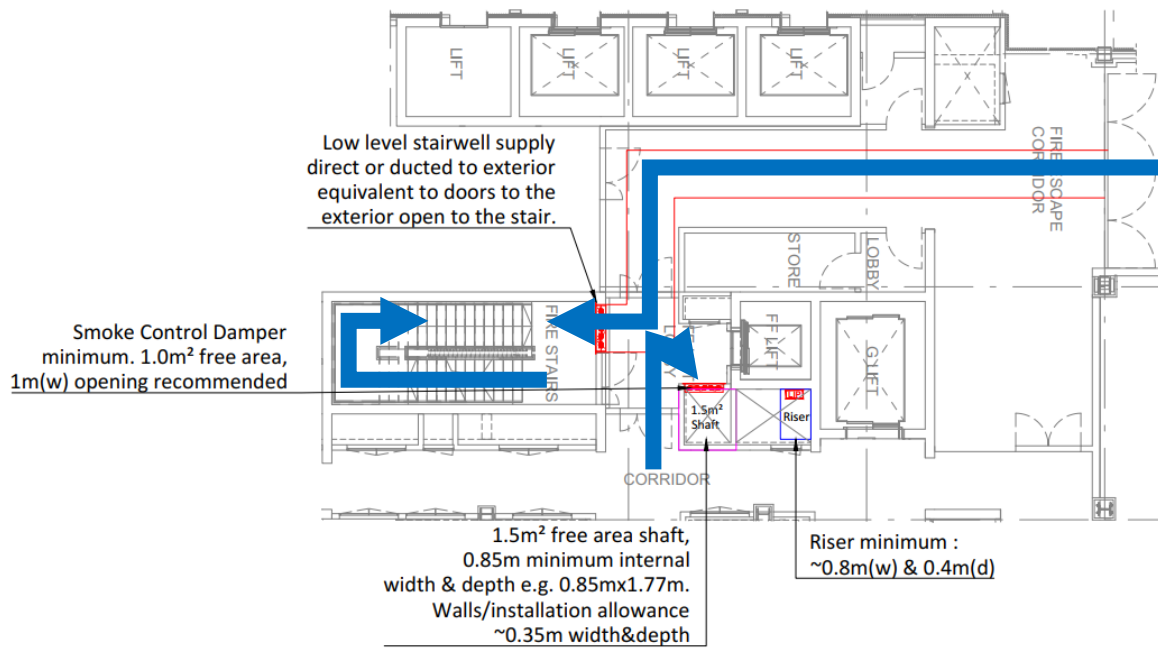 LIFT
LIFT
LIFT
LIFT
Low level stairwell supply
direct or ducted to exterior
equivalent to doors to the
exterior open to the stair.
CORRIDOR
STORE
LOBBY
Smoke Control Damper
minimum. 1.0m² free area,
1m(w) opening recommended
FIRE STAIRS
LIFT
G LIFT
1.5m²
Shaft
Riser
CORRIDOR
1.5m² free area shaft,
0.85m minimum internal
width & depth e.g. 0.85mx1.77m.
Walls/installation allowance
~0.35m width&depth
Riser minimum :
~0.8m(w) & 0.4m(d)